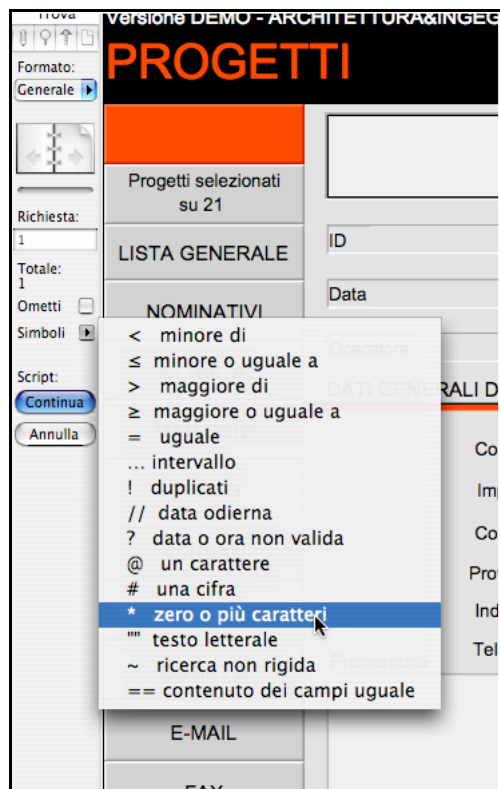 Trova
Versione DEMO - ARCHITETTURA&INGEG
PROGETTI
Formato:
Generale
Richiesta:
1
Totale:
1
Ometti
Simboli
Script:
Continua
Annulla
Progetti selezionati
su 21
LISTA GENERALE
NOMINATIVI
ID
Data
Operatore
DATI GENERALI D
< minore di
≤ minore o uguale a
> maggiore di
≥ maggiore o uguale a
= uguale
... intervallo
! duplicati
// data odierna
? data o ora non valida
@ un carattere
# una cifra
* zero o più caratteri
"" testo letterale
~ ricerca non rigida
== contenuto dei campi uguale
Co
Im
Co
Pro
Ind
Tel
Promemoria
E-MAIL
FAX